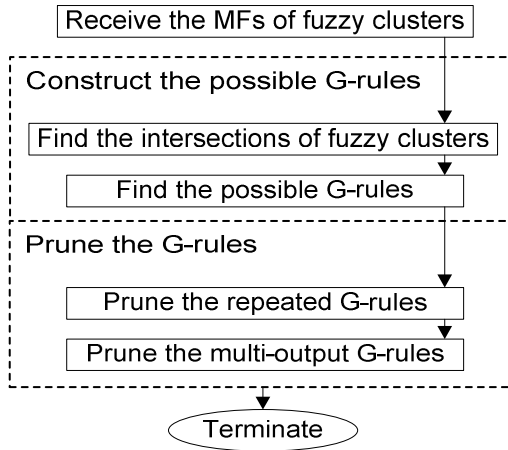 Receive the MFs of fuzzy clusters
Construct the possible G-rules
Find the intersections of fuzzy clusters
Find the possible G-rules
Prune the G-rules
Prune the repeated G-rules
Prune the multi-output G-rules
Terminate